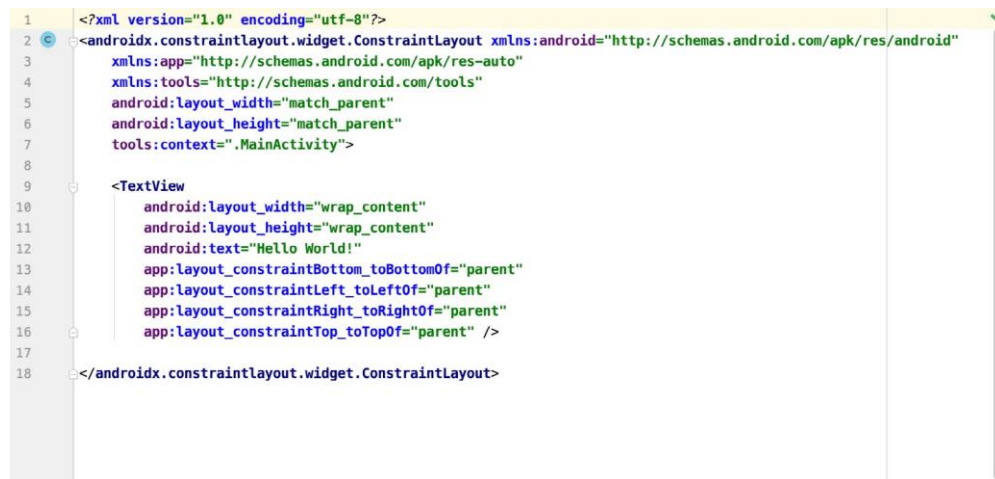 1 <?xml version="1.0" encoding="utf-8"?>
2 C <androidx.constraintlayout.widget.ConstraintLayout xmlns:android="http://schemas.android.com/apk/res/android"
3 xmlns:app="http://schemas.android.com/apk/res-auto"
4 xmlns:tools="http://schemas.android.com/tools"
5 android:layout_width="match_parent"
6 android:layout_height="match_parent"
7 tools:context=".MainActivity">
8
9 <TextView
10 android:layout_width="wrap_content"
11 android:layout_height="wrap_content"
12 android:text="Hello World!"
13 app:layout_constraintBottom_toBottomOf="parent"
14 app:layout_constraintLeft_toLeftOf="parent"
15 app:layout_constraintRight_toRightOf="parent"
16 app:layout_constraintTop_toTopOf="parent" />
17
18 </androidx.constraintlayout.widget.ConstraintLayout>